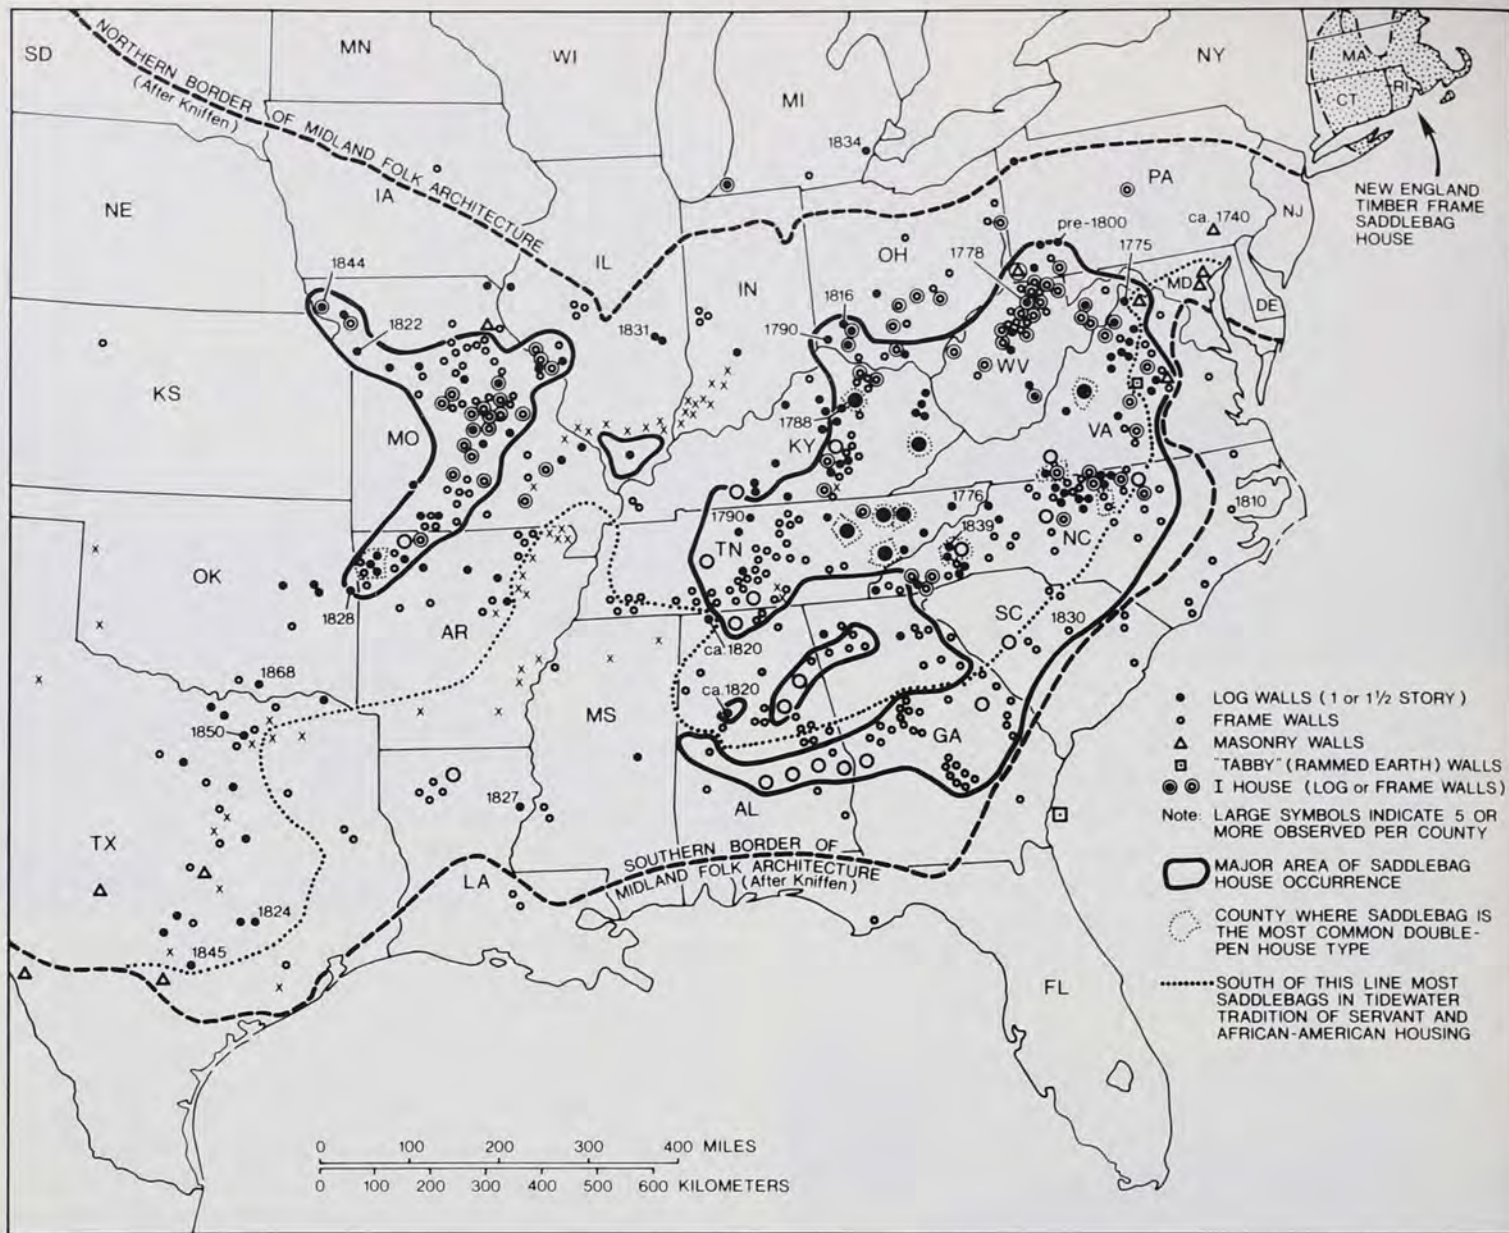 SD
MN
WI
MI
NY
MA
CT
RI
NORTHERN BORDER OF MIDLAND FOLK ARCHITECTURE
(After Kniffen)
1834
NEW ENGLAND
TIMBER FRAME
SADDLEBAG
HOUSE
NE
IA
PA
NJ
ca. 1740
pre-1800
1775
OH
1778
IL
IN
MD
DE
1844
1816
1822
1831
1790
KS
WV
MO
1788
KY
VA
1790
1776
1810
1839
TN
NC
OK
1828
AR
SC
1830
ca. 1820
1868
ca. 1820
MS
1850
GA
AL
1827
TX
LA
SOUTHERN BORDER OF
MIDLAND FOLK ARCHITECTURE
(After Kniffen)
1824
1845
FL
LOG WALLS (1 or 1½ STORY)
FRAME WALLS
MASONRY WALLS
"TABBY" (RAMMED EARTH) WALLS
I HOUSE (LOG or FRAME WALLS)
Note: LARGE SYMBOLS INDICATE 5 OR
MORE OBSERVED PER COUNTY
MAJOR AREA OF SADDLEBAG
HOUSE OCCURRENCE
COUNTY WHERE SADDLEBAG IS
THE MOST COMMON DOUBLE-
PEN HOUSE TYPE
SOUTH OF THIS LINE MOST
SADDLEBAGS IN TIDEWATER
TRADITION OF SERVANT AND
AFRICAN-AMERICAN HOUSING
0 100 200 300 400 MILES
0 100 200 300 400 500 600 KILOMETERS